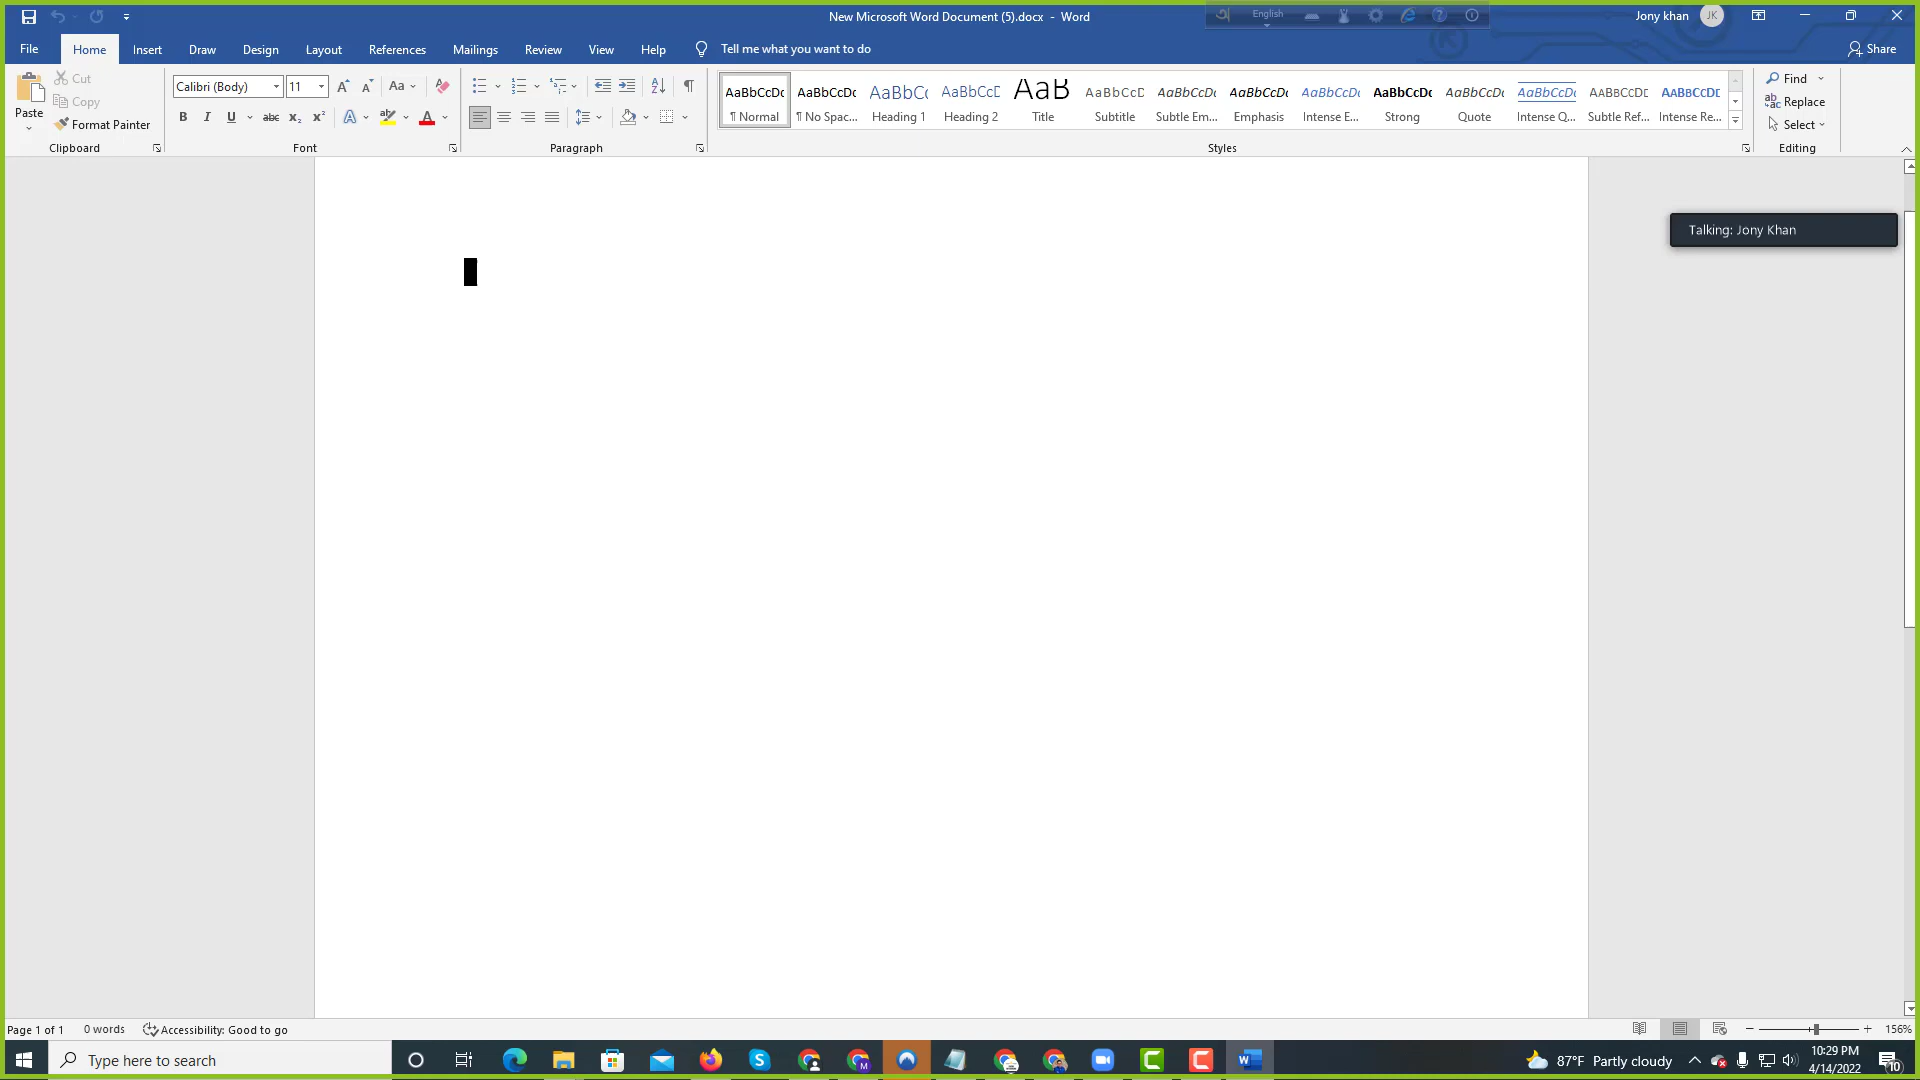 New Microsoft Word Document (5).docx - Word
English
Jony khan JK
File Home Insert Draw Design Layout References Mailings Review View Help Tell me what you want to do Share
Paste
Cut
Copy
Format Painter
Clipboard
Calibri (Body) 11
Font
Paragraph
AaBbCcDc AaBbCcDc AaBbCc AaBbCcD AaB AaBbCcD AaBbCcDc AaBbCcDc AaBbCcDc AaBbCcDc AaBbCcDc AaBbCcDc AABBCCDE AABBCCDE
¶ Normal ¶ No Spac... Heading 1 Heading 2 Title Subtitle Subtle Em... Emphasis Intense E... Strong Quote Intense Q... Subtle Ref... Intense Re...
Styles
Find
Replace
Select
Editing
Talking: Jony Khan
Page 1 of 1 0 words Accessibility: Good to go 156%
Type here to search
87°F Partly cloudy
10:29 PM
4/14/2022
10